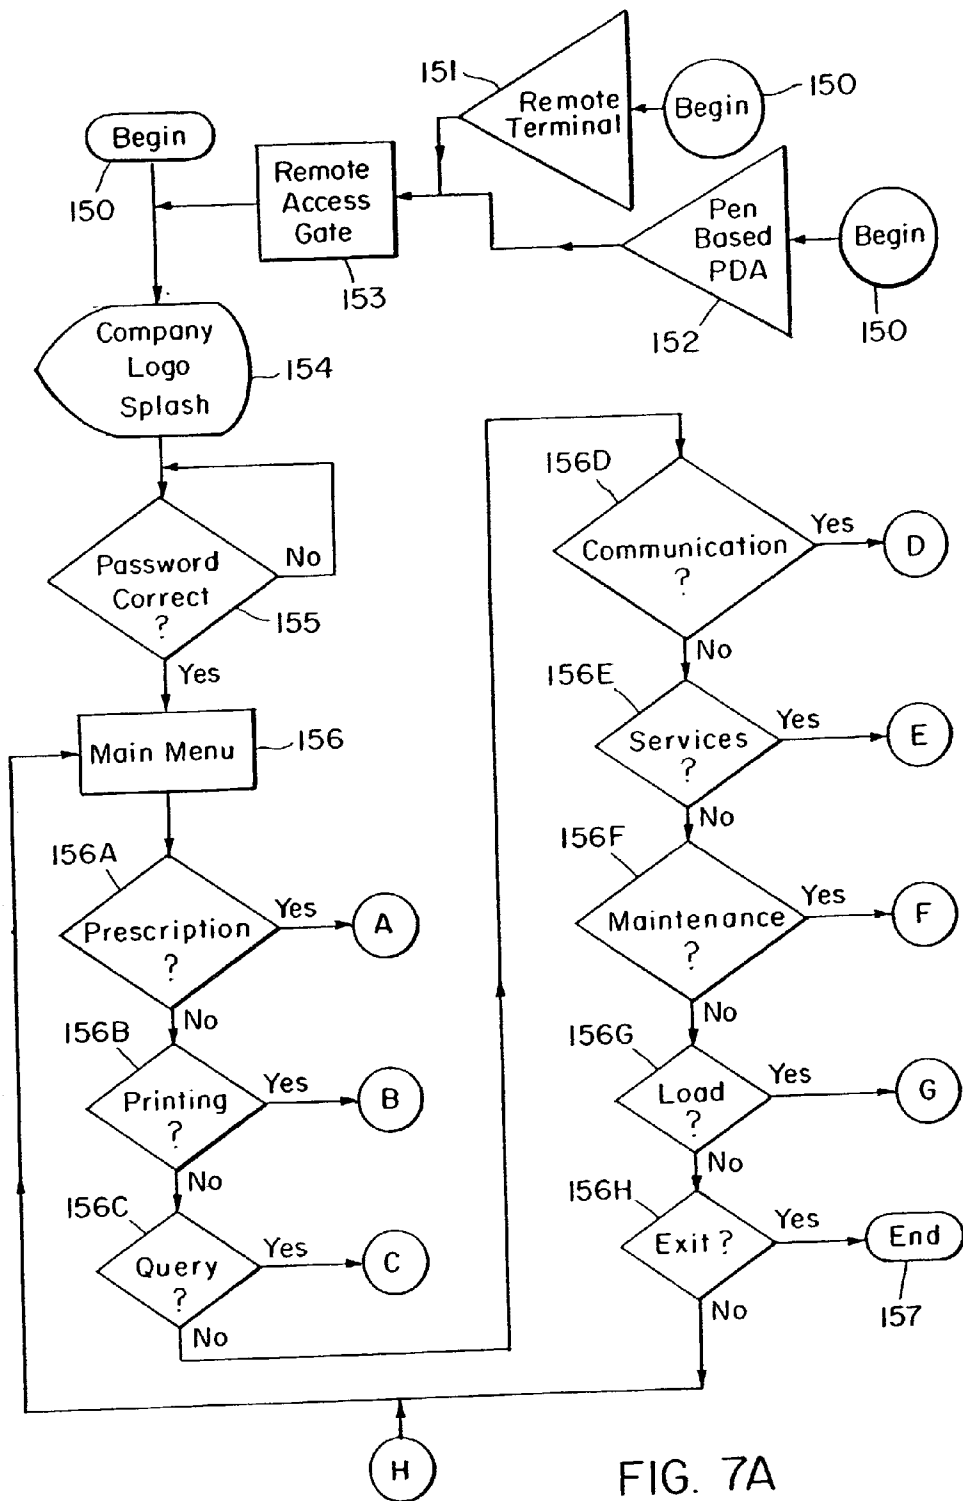 151
Remote
Terminal
Begin
150
Begin
150
Remote
Access
Gate
153
Pen
Based
PDA
152
Begin
150
Company
Logo
Splash
154
Password
Correct
?
155
No
Yes
Main Menu
156
156A
Prescription
?
Yes
A
No
156B
Printing
?
Yes
B
No
156C
Query
?
Yes
C
No
156D
Communication
?
Yes
D
No
156E
Services
?
Yes
E
No
156F
Maintenance
?
Yes
F
No
156G
Load
?
Yes
G
No
156H
Exit ?
Yes
End
157
No
H
FIG. 7A